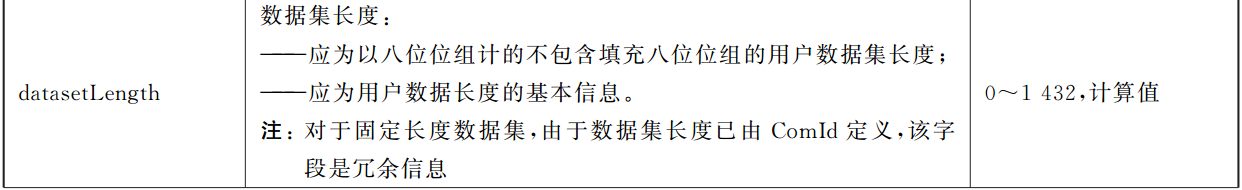 数据集长度：
——应为以八位位组计的不包含填充八位位组的用户数据集长度；
datasetLength
——应为用户数据长度的基本信息。
0～1 432,计算值
注：对于固定长度数据集,由于数据集长度已由 ComId 定义,该字
段是冗余信息